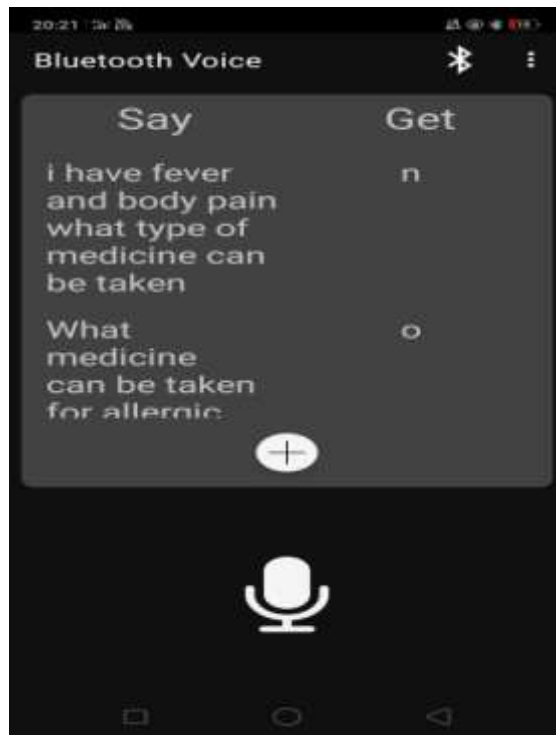 20:21
Bluetooth Voice
Say Get
i have fever n
and body pain
what type of
medicine can
be taken
What o
medicine
can be taken
for allergic